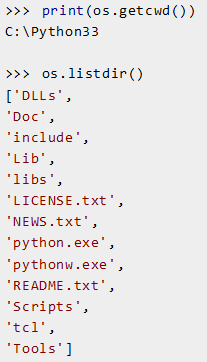 >>> print(os.getcwd())
C:\Python33
>>> os.listdir()
['DLLs',
'Doc',
'include',
'Lib',
'libs',
'LICENSE.txt',
'NEWS.txt',
'python.exe',
'pythonw.exe',
'README.txt',
'Scripts',
'tcl',
'Tools']